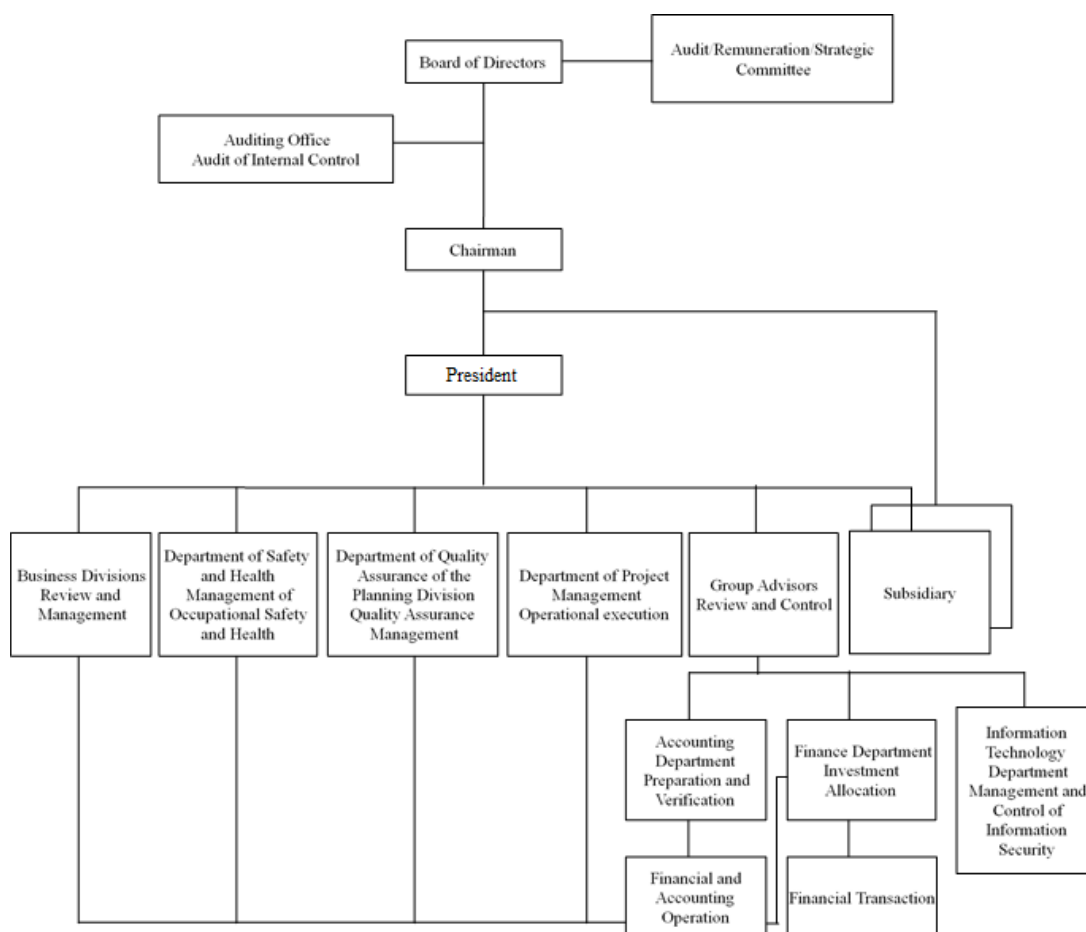 Board of Directors
Audit/Remuneration/Strategic
Committee
Auditing Office
Audit of Internal Control
Chairman
President
Business Divisions
Review and
Management
Department of Safety
and Health
Management of
Occupational Safety
and Health
Department of Quality
Assurance of the
Planning Division
Quality Assurance
Management
Department of Project
Management
Operational execution
Group Advisors
Review and Control
Subsidiary
Accounting
Department
Preparation and
Verification
Finance Department
Investment
Allocation
Information
Technology
Department
Management and
Control of
Information
Security
Financial and
Accounting
Operation
Financial Transaction